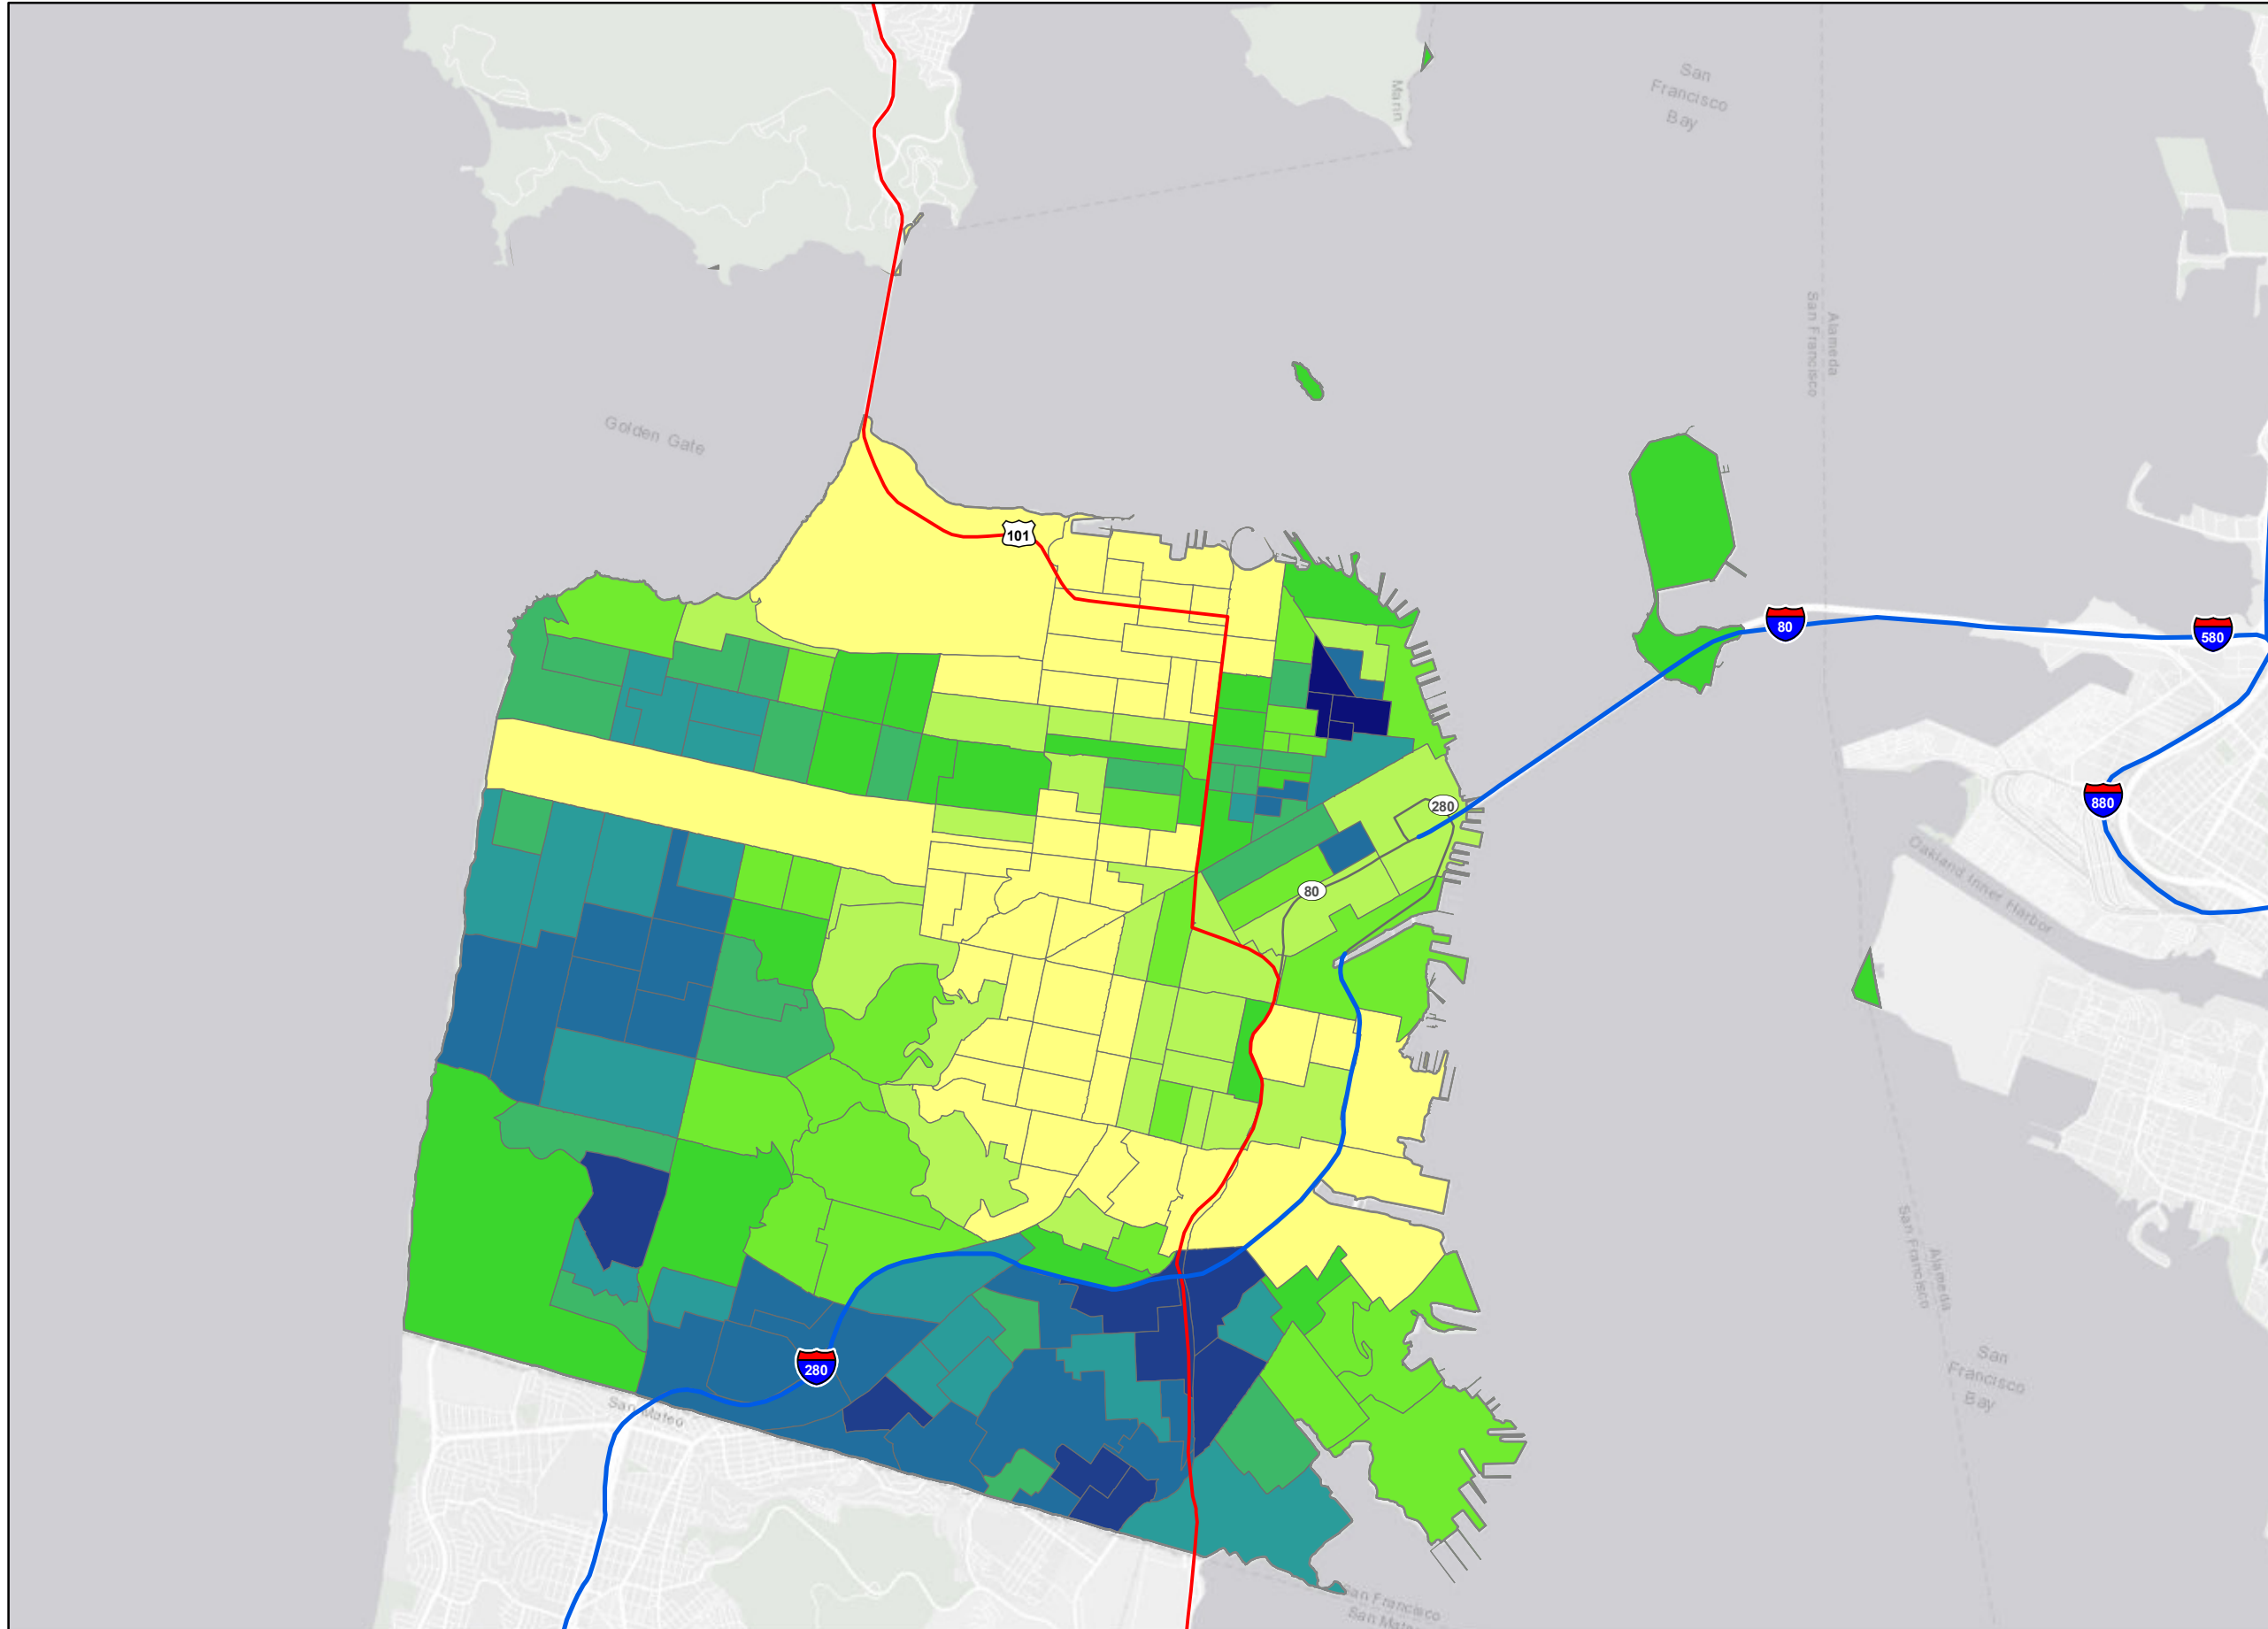 San
Francisco
Bay
Marin
Alameda
San Francisco
Golden Gate
101
80
580
280
880
80
Oakland Inner Harbor
San Francisco
Alameda
San
Francisco
Bay
280
San Mateo
San Francisco
San Mateo